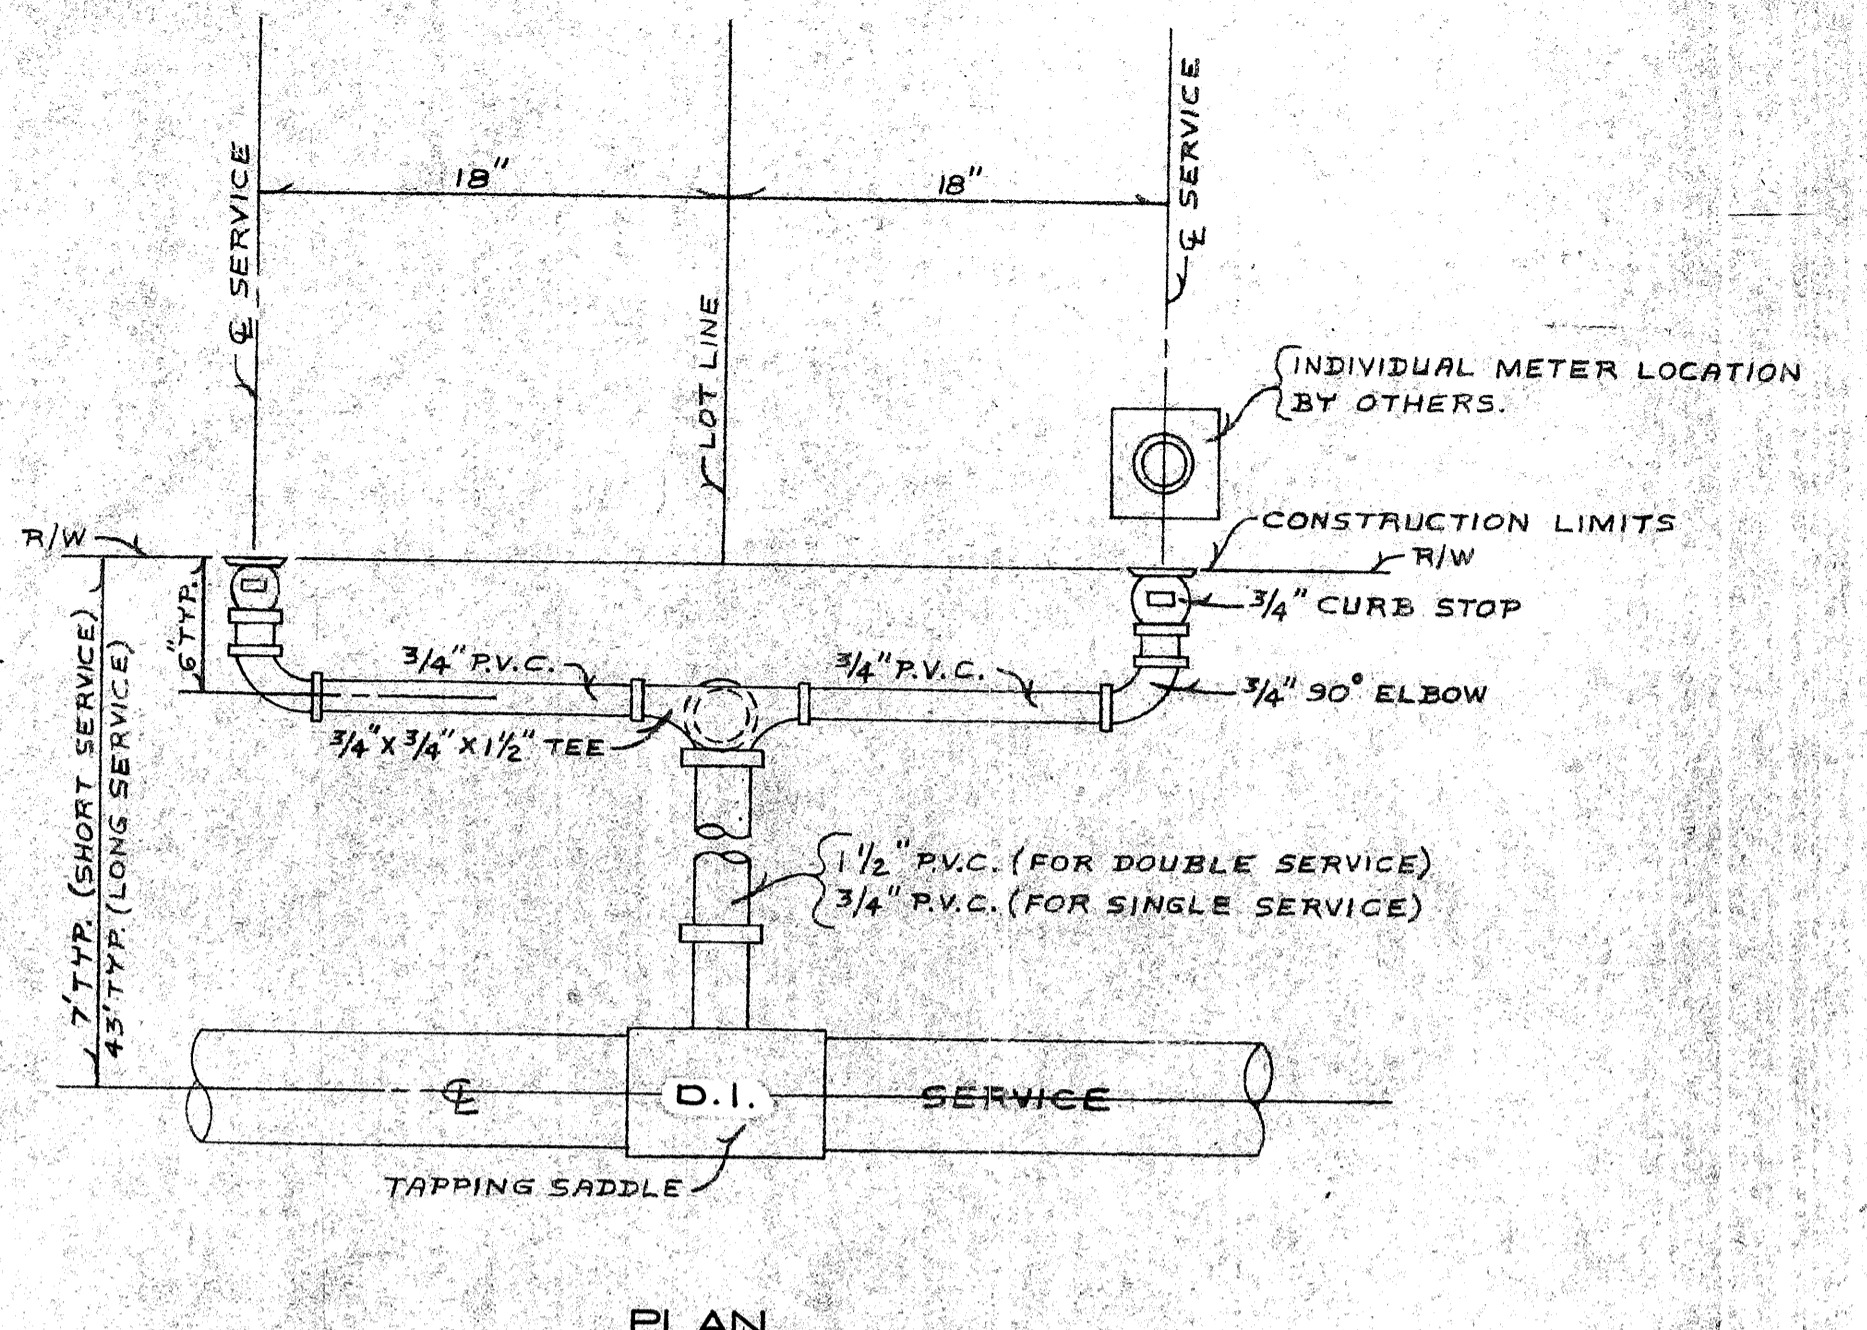 18"
18"
℄ SERVICE
℄ SERVICE
LOT LINE
INDIVIDUAL METER LOCATION
BY OTHERS.
R/W
CONSTRUCTION LIMITS
R/W
6" TYP.
3/4" CURB STOP
3/4" P.V.C.
3/4" P.V.C.
3/4" 90° ELBOW
3/4" X 3/4" X 1 1/2" TEE
7' TYP. (SHORT SERVICE)
43' TYP. (LONG SERVICE)
1 1/2" P.V.C. (FOR DOUBLE SERVICE)
3/4" P.V.C. (FOR SINGLE SERVICE)
℄ D.I. SERVICE
TAPPING SADDLE
PLAN